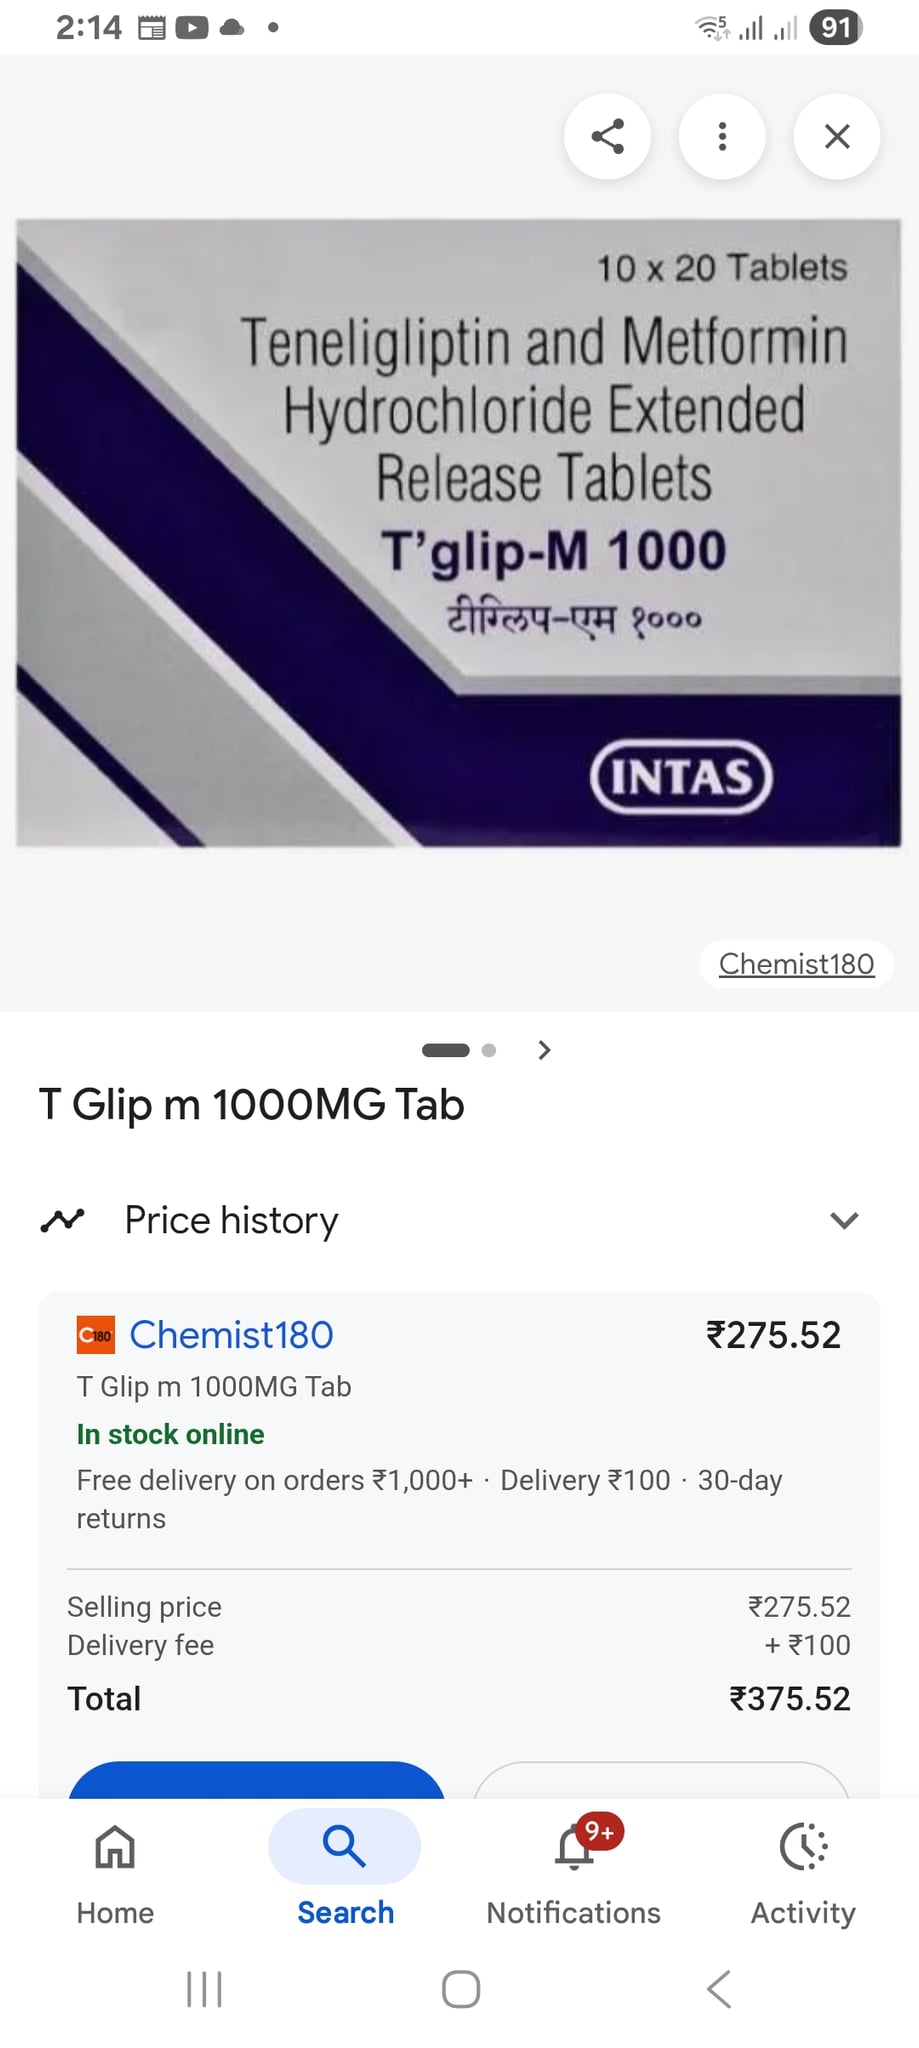 2:14
5
91
10 x 20 Tablets
Teneligliptin and Metformin
Hydrochloride Extended
Release Tablets
T'glip-M 1000
टीग्लिप-एम १०००
INTAS
Chemist180
T Glip m 1000MG Tab
Price history
C180 Chemist180 ₹275.52
T Glip m 1000MG Tab
In stock online
Free delivery on orders ₹1,000+ · Delivery ₹100 · 30-day
returns
Selling price ₹275.52
Delivery fee + ₹100
Total ₹375.52
9+
Home Search Notifications Activity